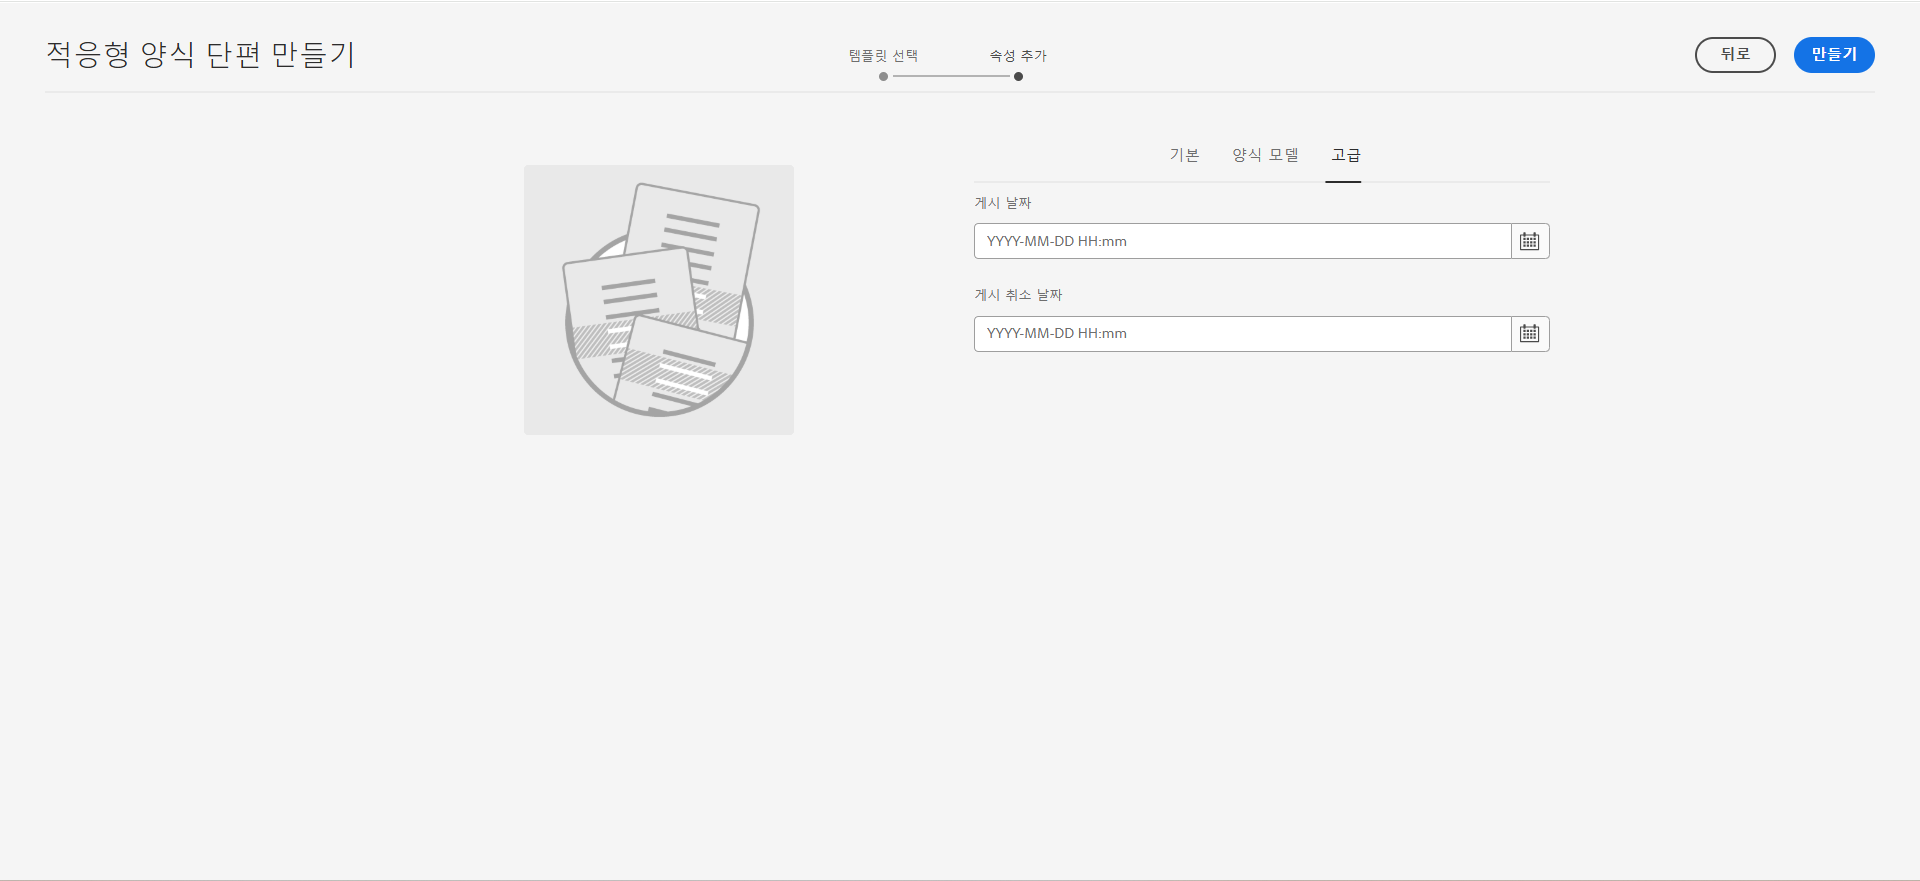 적응형 양식 단편 만들기
템플릿 선택
속성 추가
뒤로
만들기
기본
양식 모델
고급
게시 날짜
YYYY-MM-DD HH:mm
게시 취소 날짜
YYYY-MM-DD HH:mm